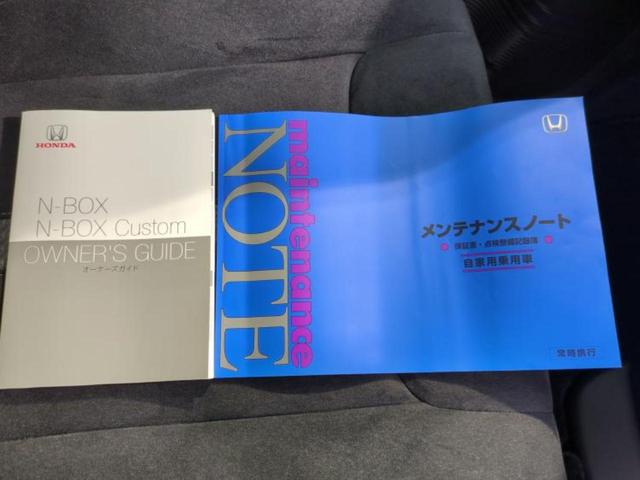 HONDA
N-BOX
N-BOX Custom
OWNER'S GUIDE
オーナーズガイド
maintenance
NOTE
メンテナンスノート
保証書・点検整備記録簿
自家用乗用車
常時携行